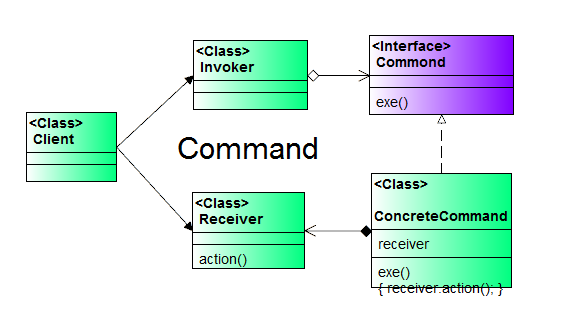 <Class>
Invoker
<Interface>
Commond
exe()
<Class>
Client
Command
<Class>
Receiver
action()
<Class>
ConcreteCommand
receiver
exe()
{ receiver.action(); }